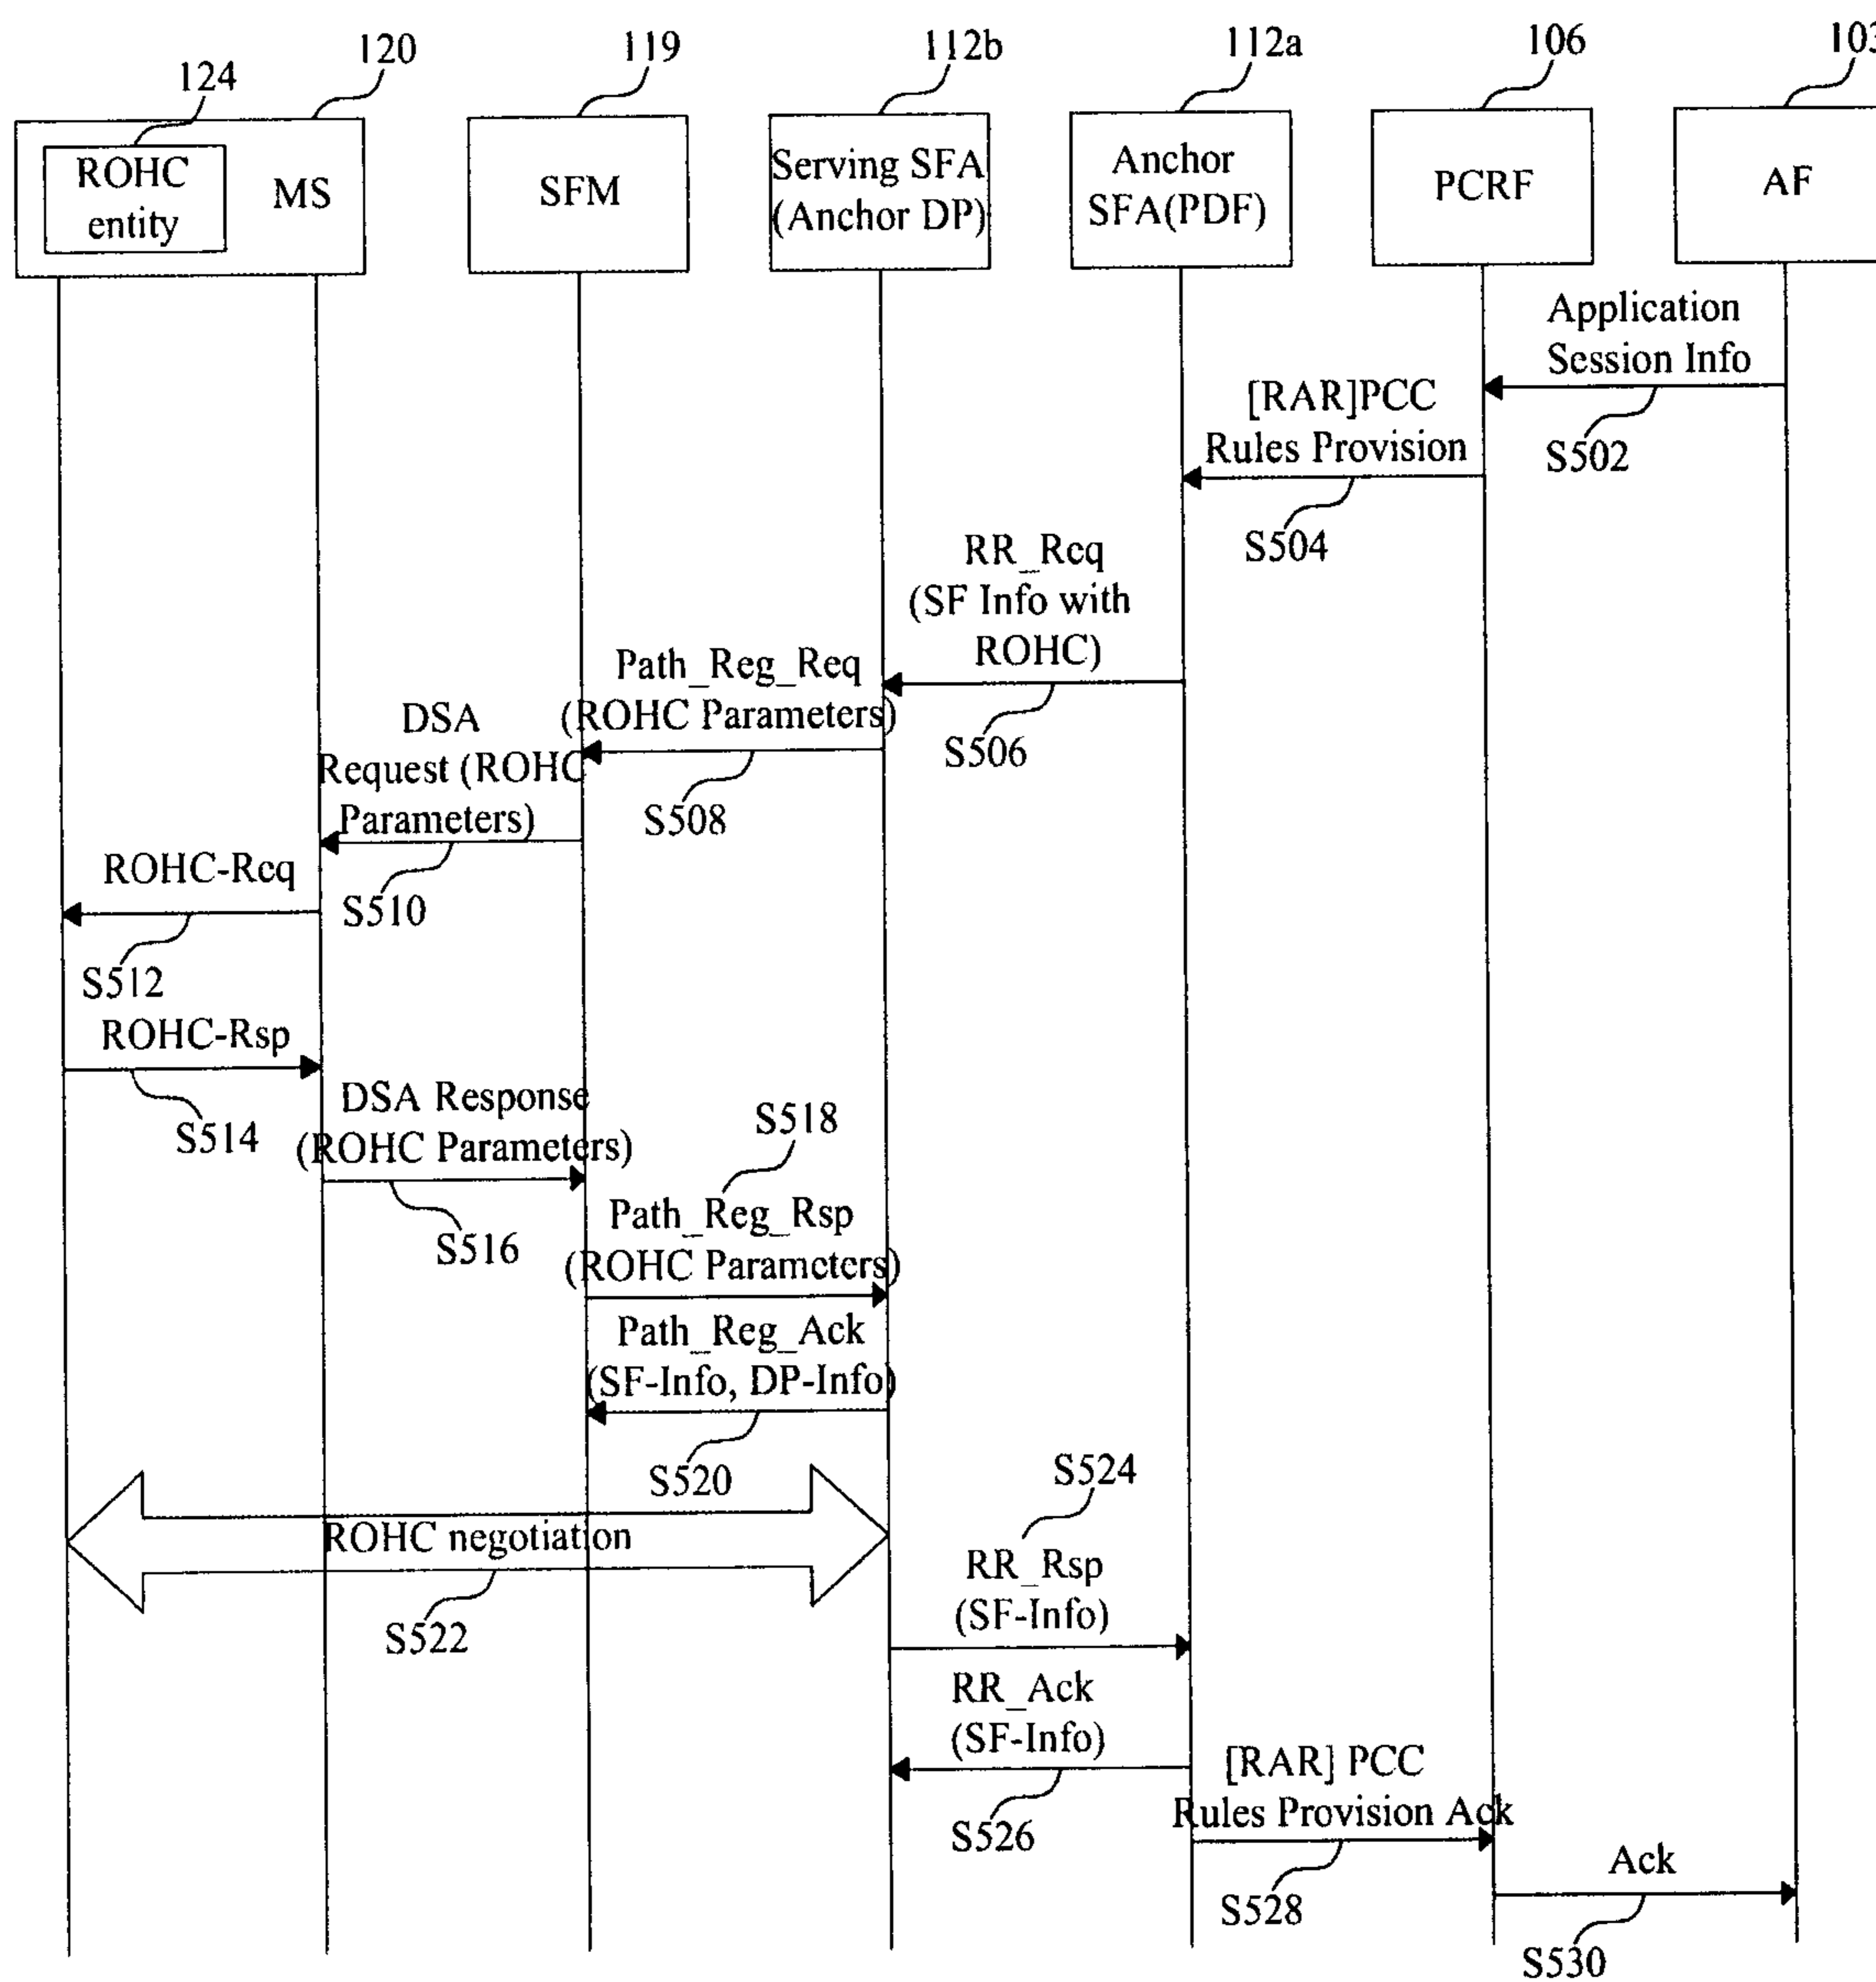 124
120
119
112b
112a
106
103
ROHC
entity
MS
SFM
Serving SFA
(Anchor DP)
Anchor
SFA(PDF)
PCRF
AF
Application
Session Info
S502
[RAR]PCC
Rules Provision
S504
RR_Req
(SF Info with
ROHC)
S506
Path_Reg_Req
(ROHC Parameters)
S508
DSA
Request (ROHC
Parameters)
S510
ROHC-Req
S512
ROHC-Rsp
S514
DSA Response
(ROHC Parameters)
S516
S518
Path_Reg_Rsp
(ROHC Parameters)
Path_Reg_Ack
(SF-Info, DP-Info)
S520
ROHC negotiation
S522
S524
RR_Rsp
(SF-Info)
RR_Ack
(SF-Info)
S526
[RAR] PCC
Rules Provision Ack
S528
Ack
S530